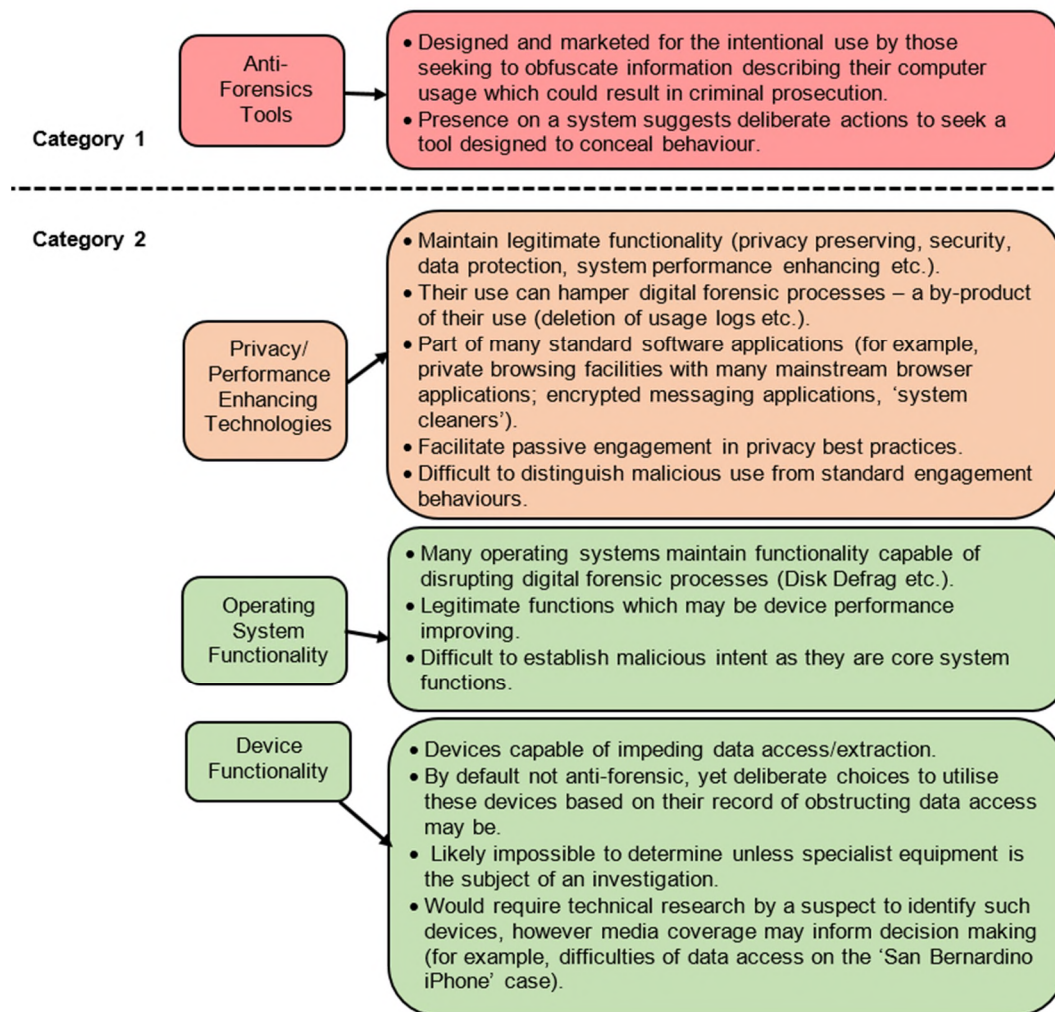 Category 1
Anti-
Forensics
Tools
• Designed and marketed for the intentional use by those
seeking to obfuscate information describing their computer
usage which could result in criminal prosecution.
• Presence on a system suggests deliberate actions to seek a
tool designed to conceal behaviour.
Category 2
Privacy/
Performance
Enhancing
Technologies
• Maintain legitimate functionality (privacy preserving, security,
data protection, system performance enhancing etc.).
• Their use can hamper digital forensic processes – a by-product
of their use (deletion of usage logs etc.).
• Part of many standard software applications (for example,
private browsing facilities with many mainstream browser
applications; encrypted messaging applications, ‘system
cleaners’).
• Facilitate passive engagement in privacy best practices.
• Difficult to distinguish malicious use from standard engagement
behaviours.
Operating
System
Functionality
• Many operating systems maintain functionality capable of
disrupting digital forensic processes (Disk Defrag etc.).
• Legitimate functions which may be device performance
improving.
• Difficult to establish malicious intent as they are core system
functions.
Device
Functionality
• Devices capable of impeding data access/extraction.
• By default not anti-forensic, yet deliberate choices to utilise
these devices based on their record of obstructing data access
may be.
• Likely impossible to determine unless specialist equipment is
the subject of an investigation.
• Would require technical research by a suspect to identify such
devices, however media coverage may inform decision making
(for example, difficulties of data access on the ‘San Bernardino
iPhone’ case).